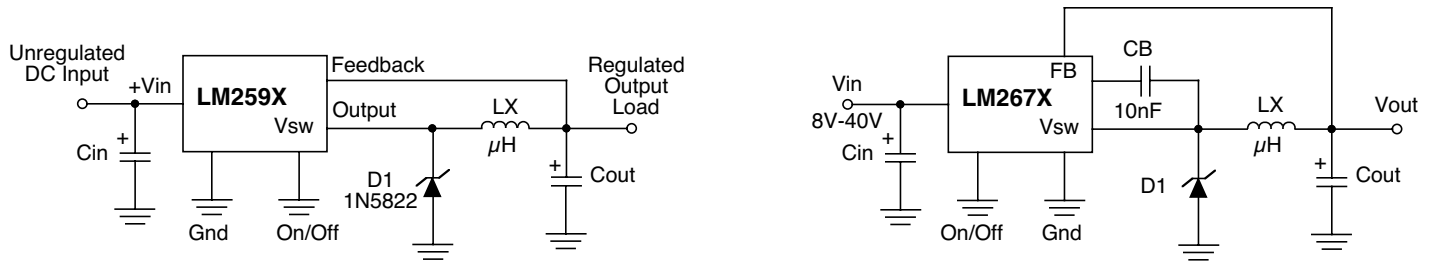 Unregulated
DC Input
+Vin
LM259X
Feedback
Output
Vsw
LX
µH
Regulated
Output
Load
+
Cin
D1
1N5822
+
Cout
Gnd
On/Off
Vin
8V-40V
+
Cin
LM267X
FB
Vsw
CB
10nF
LX
µH
Vout
D1
+
Cout
On/Off
Gnd